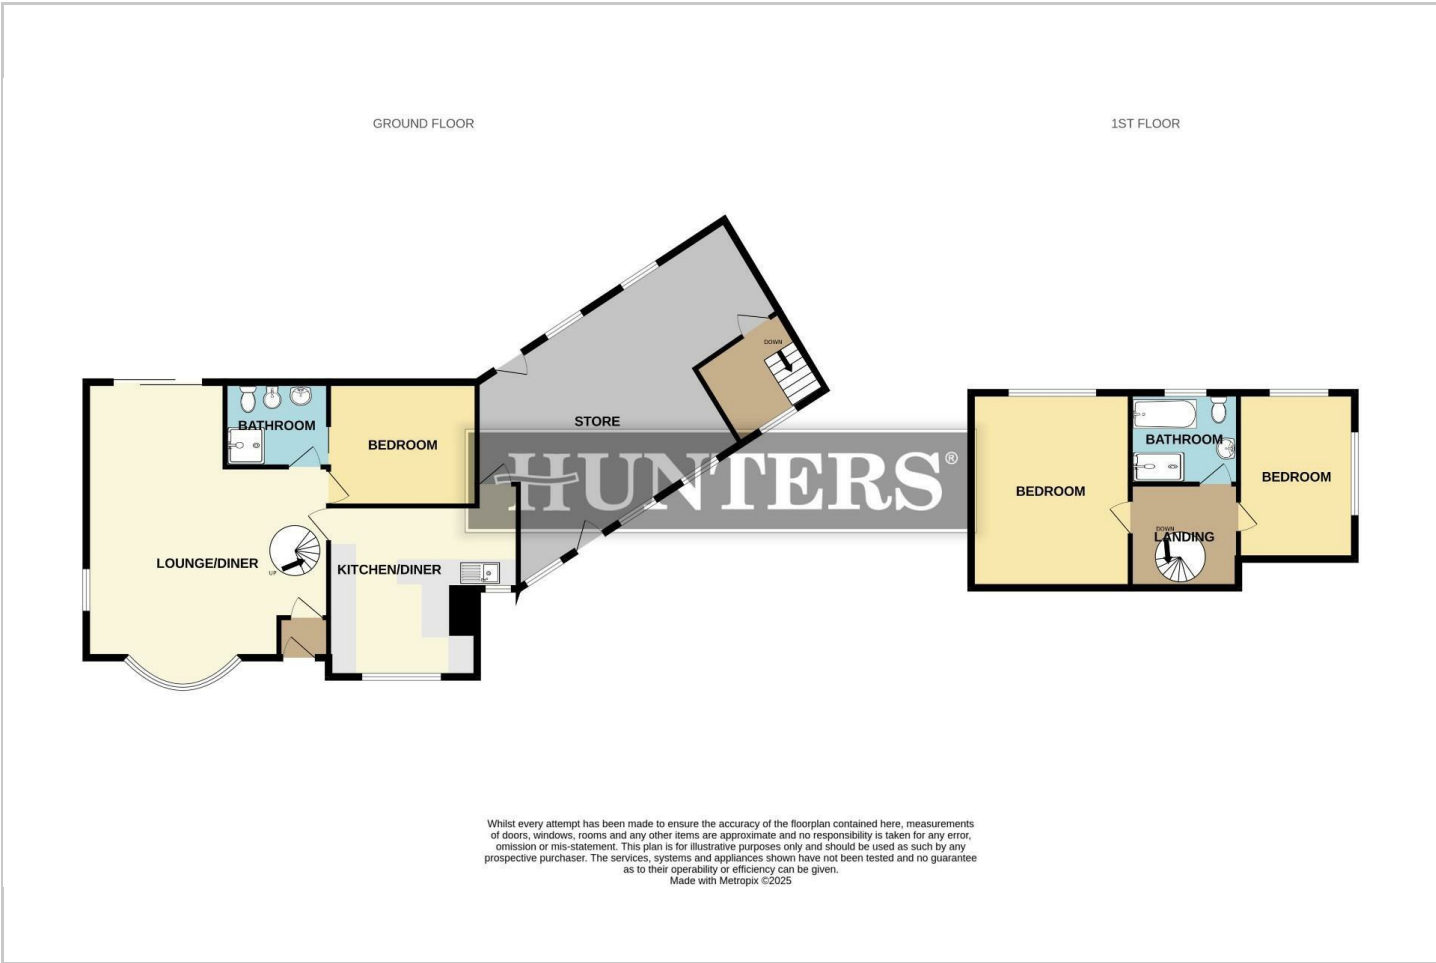 GROUND FLOOR
1ST FLOOR
DOWN
STORE
BATHROOM
BEDROOM
HUNTERS®
BATHROOM
BEDROOM
BEDROOM
LOUNGE/DINER
UP
KITCHEN/DINER
DOWN
LANDING
Whilst every attempt has been made to ensure the accuracy of the floorplan contained here, measurements
of doors, windows, rooms and any other items are approximate and no responsibility is taken for any error,
omission or mis-statement. This plan is for illustrative purposes only and should be used as such by any
prospective purchaser. The services, systems and appliances shown have not been tested and no guarantee
as to their operability or efficiency can be given.
Made with Metropix ©2025